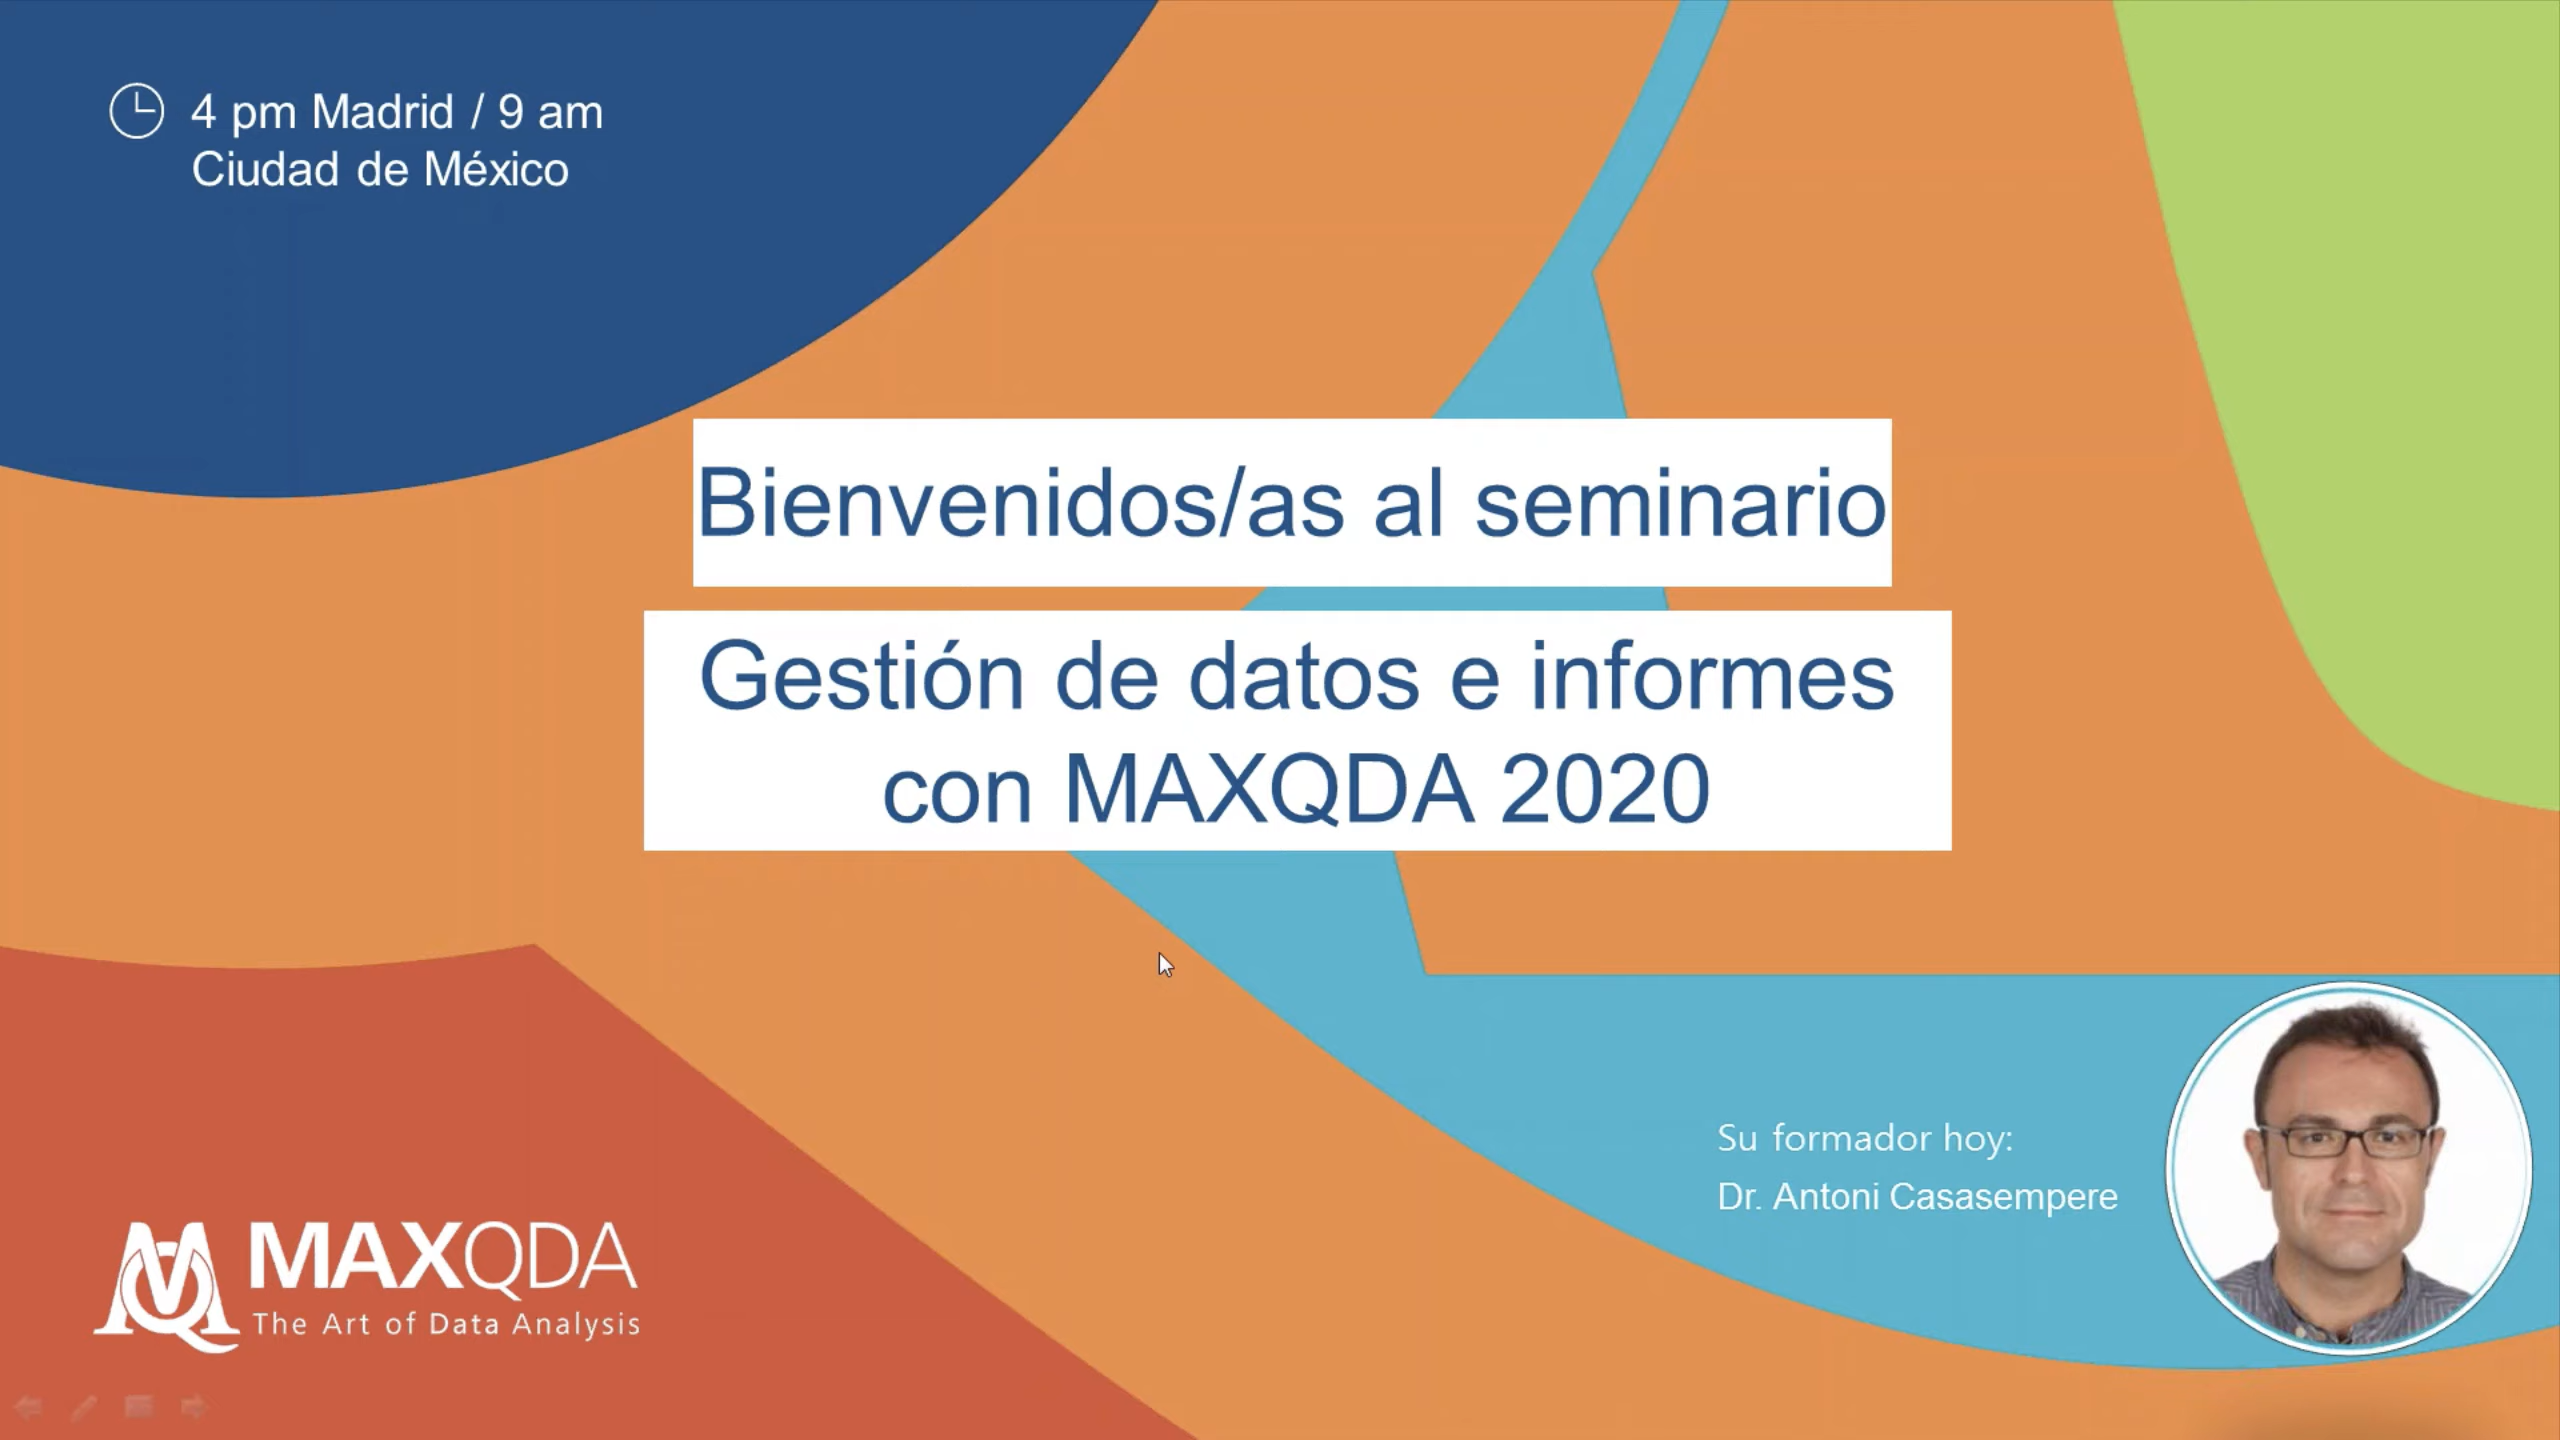 4 pm Madrid / 9 am
Ciudad de México
Bienvenidos/as al seminario
Gestión de datos e informes
con MAXQDA 2020
Su formador hoy:
Dr. Antoni Casasempere
MAXQDA
The Art of Data Analysis